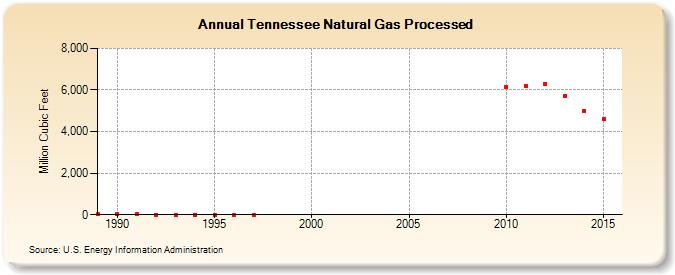 Annual Tennessee Natural Gas Processed
Million Cubic Feet
8,000
6,000
4,000
2,000
0
1990 1995 2000 2005 2010 2015
Source: U.S. Energy Information Administration